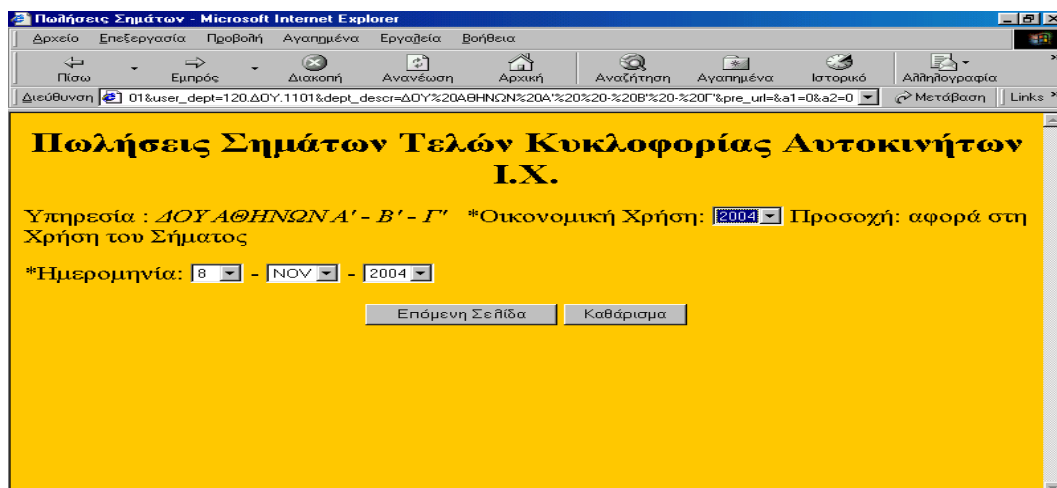 Πωλήσεις Σημάτων - Microsoft Internet Explorer
Αρχείο Επεξεργασία Προβολή Αγαπημένα Εργαλεία Βοήθεια
Πίσω Εμπρός Διακοπή Ανανέωση Αρχική Αναζήτηση Αγαπημένα Ιστορικό Αλληλογραφία
Διεύθυνση 01&user_dept=120.ΔΟΥ.1101&dept_descr=ΔΟΥ%20ΑΘΗΝΩΝ%20Α'%20%20-%20Β'%20-%20Γ'&pre_url=&a1=0&a2=0 Μετάβαση Links
Πωλήσεις Σημάτων Τελών Κυκλοφορίας Αυτοκινήτων
Ι.Χ.
Υπηρεσία : ΔΟΥ ΑΘΗΝΩΝ Α' - Β' - Γ' *Οικονομική Χρήση: 2004 Προσοχή: αφορά στη
Χρήση του Σήματος
*Ημερομηνία: 8 - NOV - 2004
Επόμενη Σελίδα Καθάρισμα